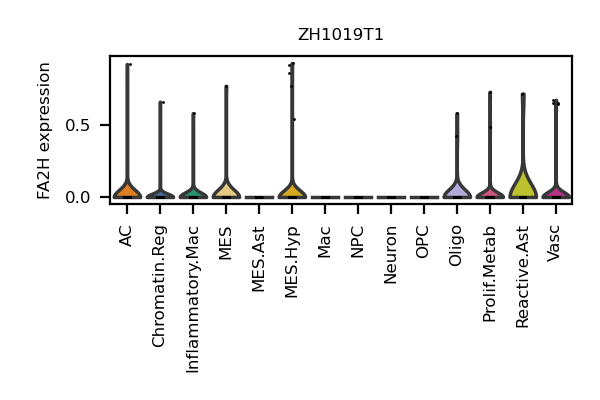 ZH1019T1
FA2H expression
0.5
0.0
AC
Chromatin.Reg
Inflammatory.Mac
MES
MES.Ast
MES.Hyp
Mac
NPC
Neuron
OPC
Oligo
Prolif.Metab
Reactive.Ast
Vasc